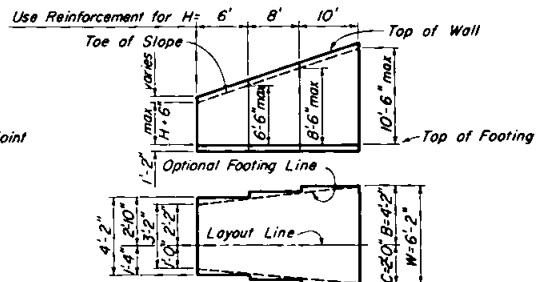 Use Reinforcement for H= 6' 8' 10'
Toe of Slope
Top of Wall
varies
max
H + 6"
6'-6" max
8'-6" max
10'-6" max
oint
Top of Footing
1'-2"
Optional Footing Line
Layout Line
4'-2"
2'-10"
1'-4"
3'-2"
2'-2"
1'-0"
B=4'-2"
C=2'-0"
W=6'-2"